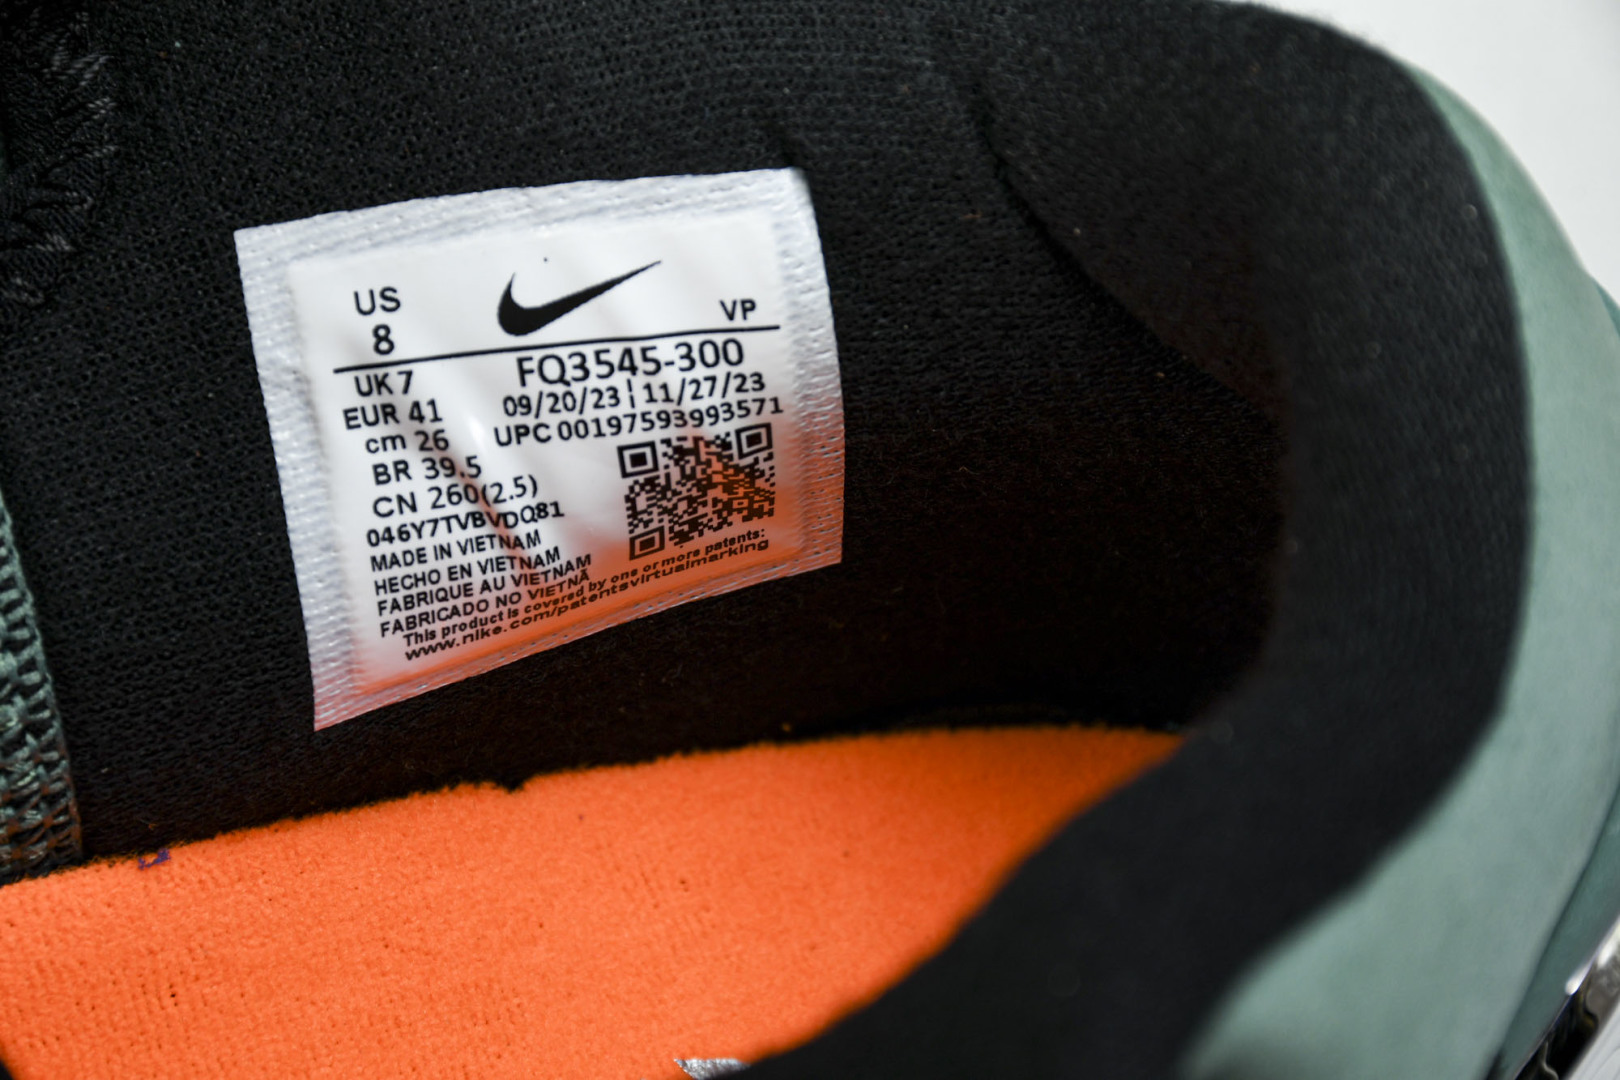 US
8
VP
UK 7
EUR 41
cm 26
BR 39.5
CN 260(2.5)
046Y7TVBVDQ81
MADE IN VIETNAM
HECHO EN VIETNAM
FABRIQUE AU VIETNAM
FABRICADO NO VIETNÃ
FQ3545-300
09/20/23 ¦ 11/27/23
UPC 00197593993571
This product is covered by one or more patents:
www.nike.com/patentsvirtualmarking